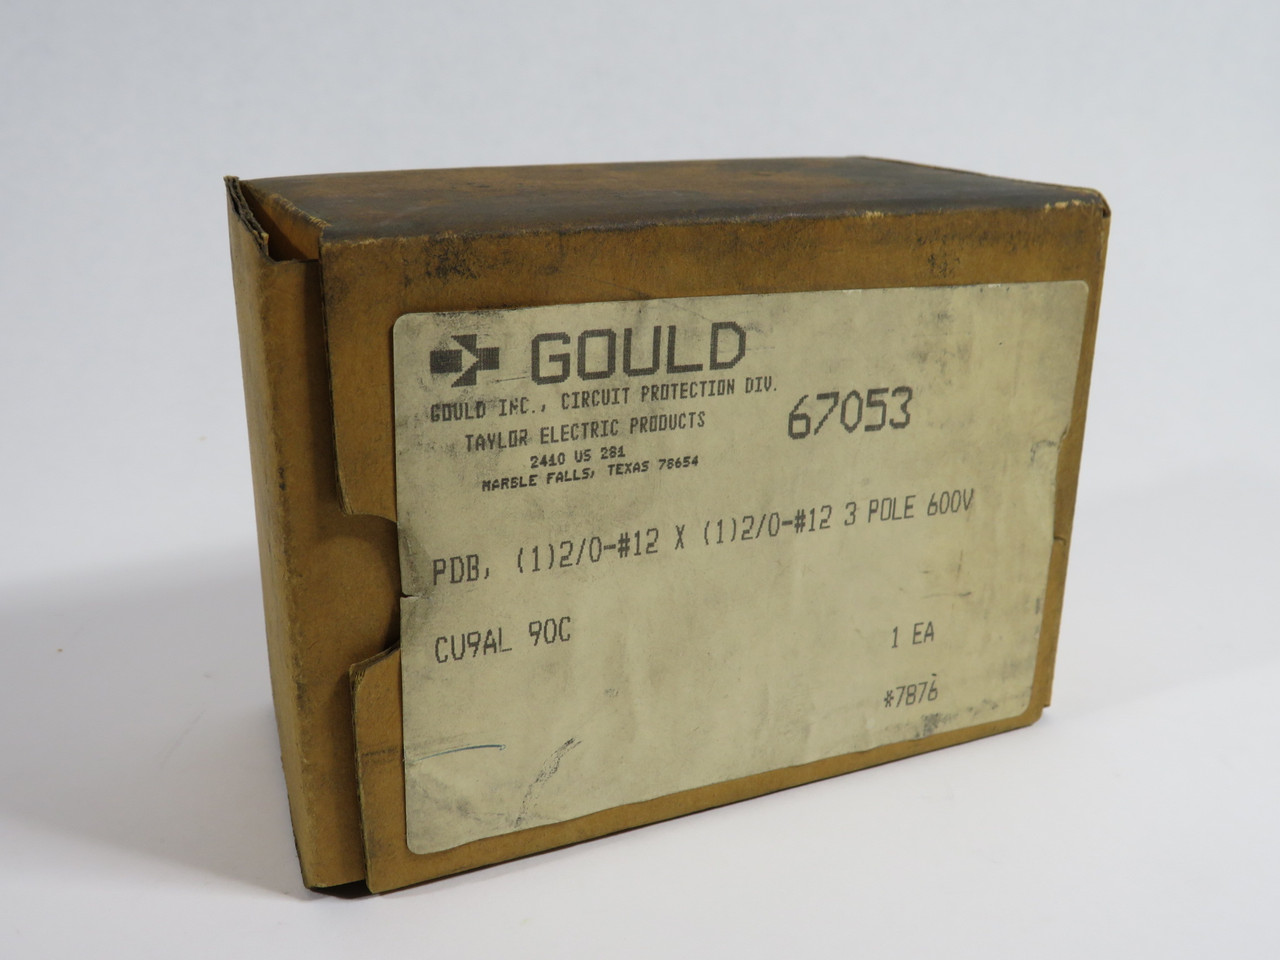 GOULD
GOULD INC., CIRCUIT PROTECTION DIV.
TAYLOR ELECTRIC PRODUCTS
2410 US 281
MARBLE FALLS, TEXAS 78654
67053
PDB, (1)2/0-#12 X (1)2/0-#12 3 POLE 600V
CU9AL 90C
1 EA
*7876